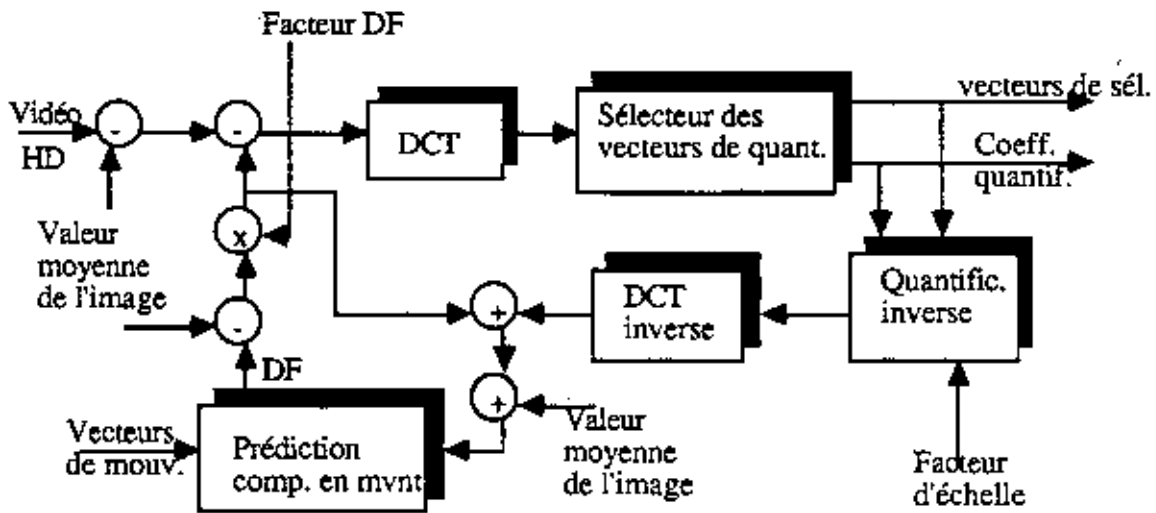 Facteur DF
Vidéo
HD
-
-
DCT
Sélecteur des
vecteurs de quant.
vecteurs de sél.
Coeff.
quantif.
Valeur
moyenne
de l'image
x
-
DF
+
+
DCT
inverse
Quantific.
inverse
Vecteurs
de mouv.
Prédiction
comp. en mvnt
Valeur
moyenne
de l'image
Facteur
d'échelle